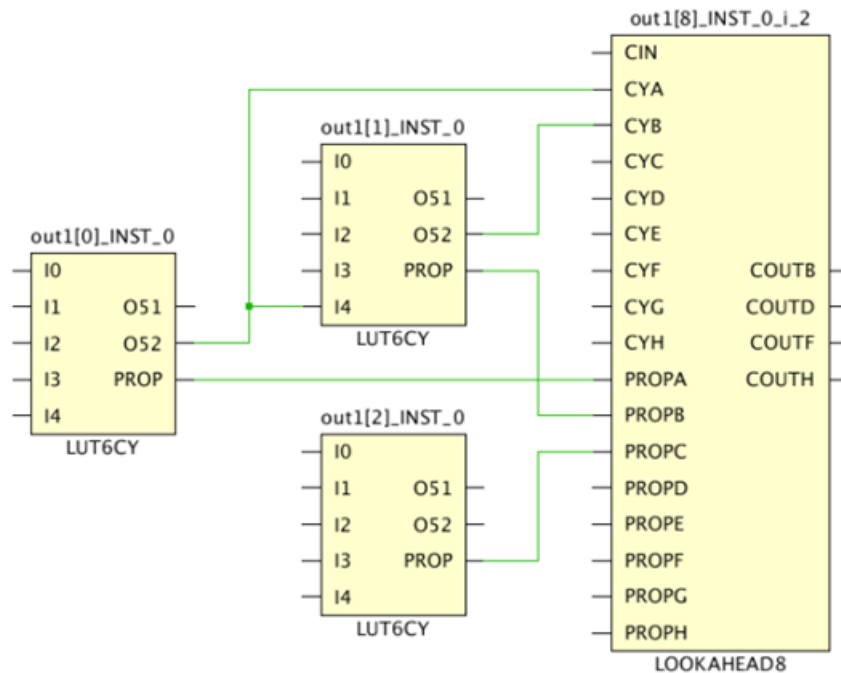 out1[8]_INST_0_i_2
CIN
CYA
CYB
CYC
CYD
CYE
CYF COUTB
CYG COUTD
CYH COUTF
PROPA COUTH
PROPB
PROPC
PROPD
PROPE
PROPF
PROPG
PROPH
LOOKAHEAD8
out1[1]_INST_0
I0
I1 O51
I2 O52
I3 PROP
I4
LUT6CY
out1[0]_INST_0
I0
I1 O51
I2 O52
I3 PROP
I4
LUT6CY
out1[2]_INST_0
I0
I1 O51
I2 O52
I3 PROP
I4
LUT6CY